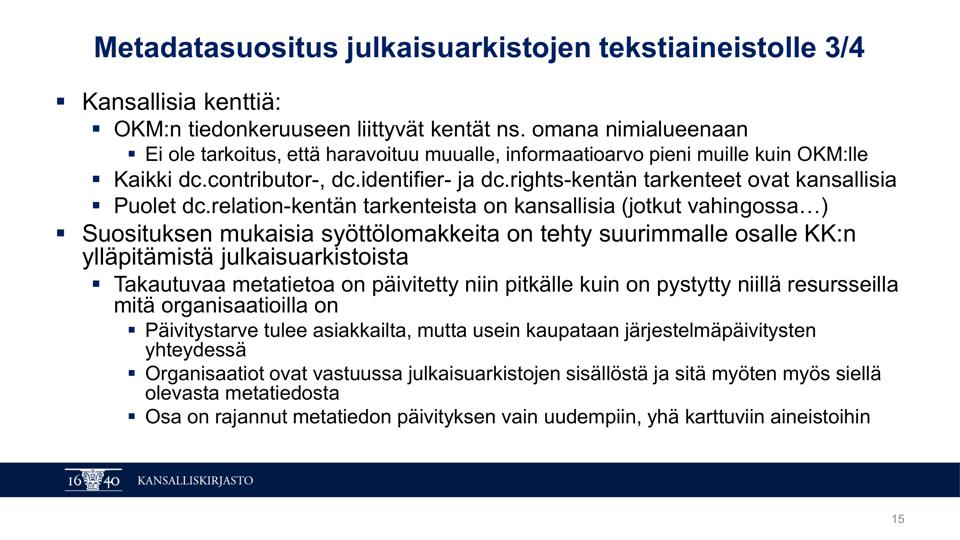 Metadatasuositus julkaisuarkistojen tekstiaineistolle 3/4
▪ Kansallisia kenttiä:
▪ OKM:n tiedonkeruuseen liittyvät kentät ns. omana nimialueenaan
▪ Ei ole tarkoitus, että haravoituu muualle, informaatioarvo pieni muille kuin OKM:lle
▪ Kaikki dc.contributor-, dc.identifier- ja dc.rights-kentän tarkenteet ovat kansallisia
▪ Puolet dc.relation-kentän tarkenteista on kansallisia (jotkut vahingossa…)
▪ Suosituksen mukaisia syöttölomakkeita on tehty suurimmalle osalle KK:n
ylläpitämistä julkaisuarkistoista
▪ Takautuvaa metatietoa on päivitetty niin pitkälle kuin on pystytty niillä resursseilla
mitä organisaatioilla on
▪ Päivitystarve tulee asiakkailta, mutta usein kaupataan järjestelmäpäivitysten
yhteydessä
▪ Organisaatiot ovat vastuussa julkaisuarkistojen sisällöstä ja sitä myöten myös siellä
olevasta metatiedosta
▪ Osa on rajannut metatiedon päivityksen vain uudempiin, yhä karttuviin aineistoihin
16 40 KANSALLISKIRJASTO
15